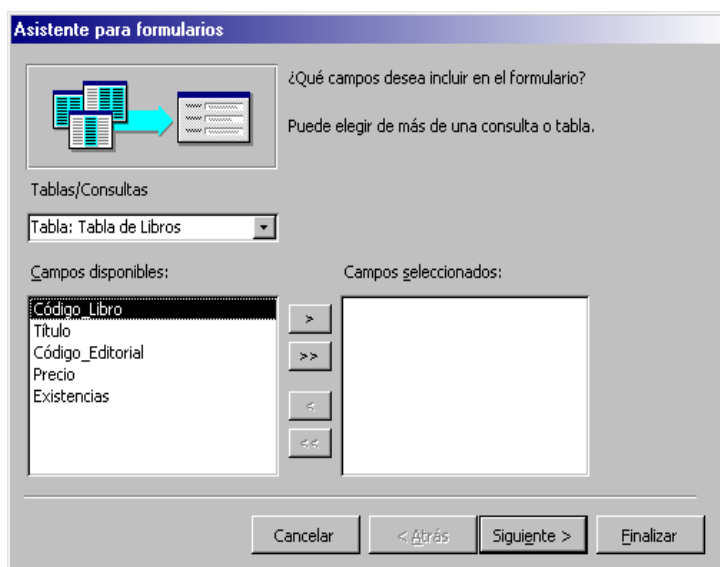 Asistente para formularios
¿Qué campos desea incluir en el formulario?
Puede elegir de más de una consulta o tabla.
Tablas/Consultas
Tabla: Tabla de Libros
Campos disponibles:
Campos seleccionados:
Código_Libro
Título
Código_Editorial
Precio
Existencias
>
>>
<
<<
Cancelar
< Atrás
Siguiente >
Finalizar